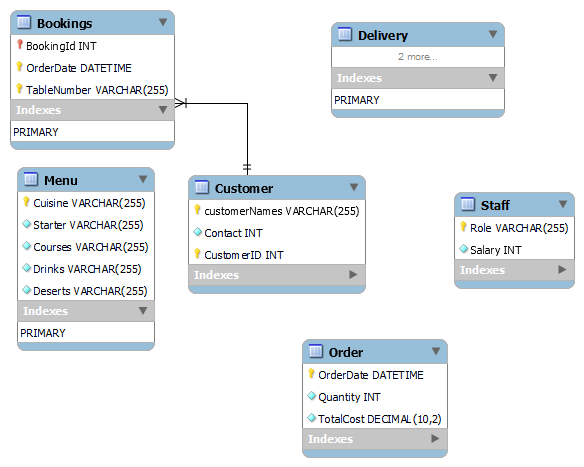 Bookings
BookingId INT
OrderDate DATETIME
TableNumber VARCHAR(255)
Indexes
PRIMARY
Delivery
2 more...
Indexes
PRIMARY
Menu
Cuisine VARCHAR(255)
Starter VARCHAR(255)
Courses VARCHAR(255)
Drinks VARCHAR(255)
Deserts VARCHAR(255)
Indexes
PRIMARY
Customer
customerNames VARCHAR(255)
Contact INT
CustomerID INT
Indexes
Staff
Role VARCHAR(255)
Salary INT
Indexes
Order
OrderDate DATETIME
Quantity INT
TotalCost DECIMAL(10,2)
Indexes